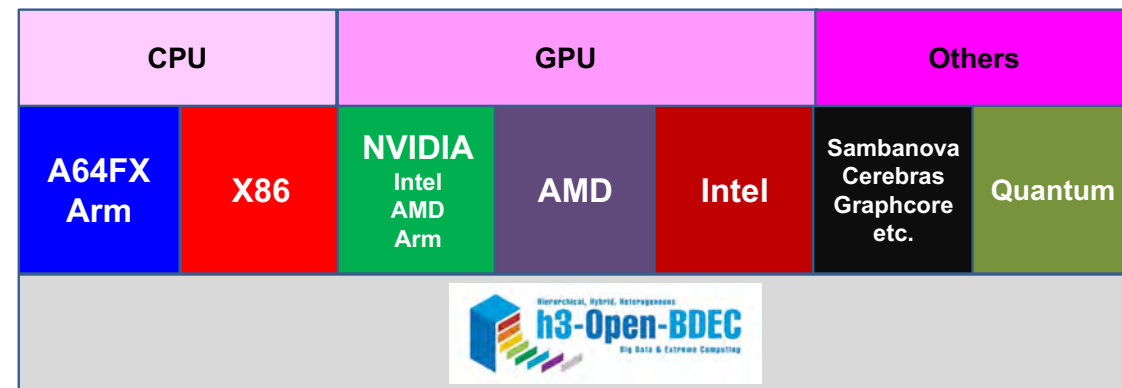 CPU
GPU
Others
A64FX
Arm
X86
NVIDIA
Intel
AMD
Arm
AMD
Intel
Sambanova
Cerebras
Graphcore
etc.
Quantum
Hierarchical, Hybrid, Heterogeneous
h3-Open-BDEC
Big Data & Extreme Computing